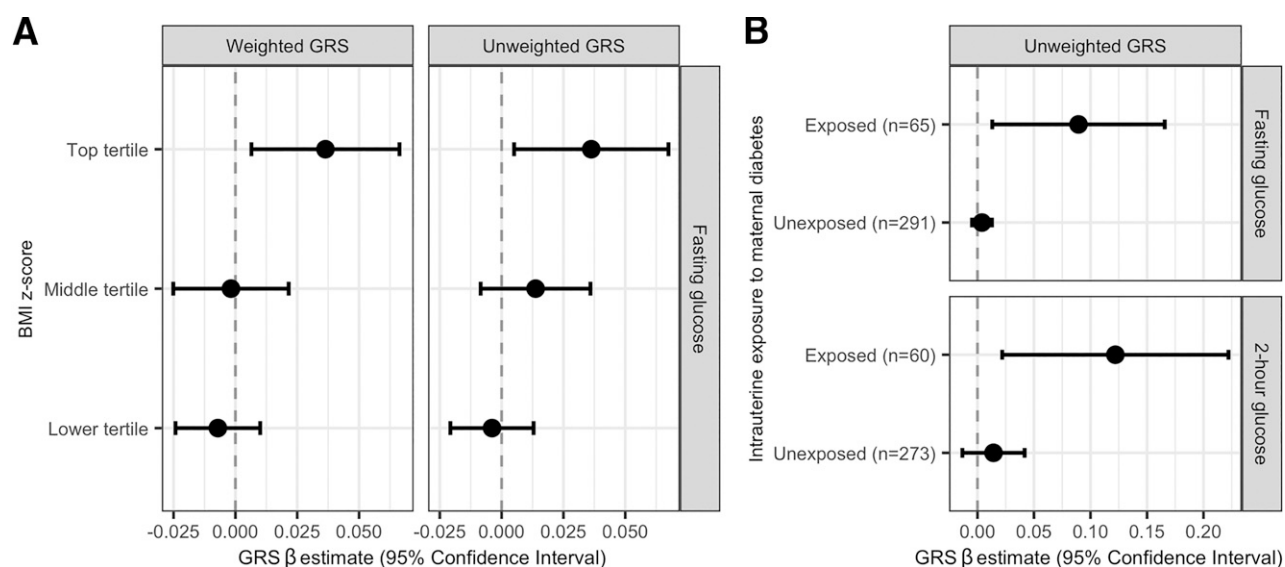 A
Weighted GRS
Unweighted GRS
BMI z-score
Top tertile
Middle tertile
Lower tertile
Fasting glucose
-0.025 0.000 0.025 0.050
-0.025 0.000 0.025 0.050
GRS β estimate (95% Confidence Interval)
B
Unweighted GRS
Intrauterine exposure to maternal diabetes
Exposed (n=65)
Unexposed (n=291)
Fasting glucose
Exposed (n=60)
Unexposed (n=273)
2-hour glucose
0.00 0.05 0.10 0.15 0.20
GRS β estimate (95% Confidence Interval)